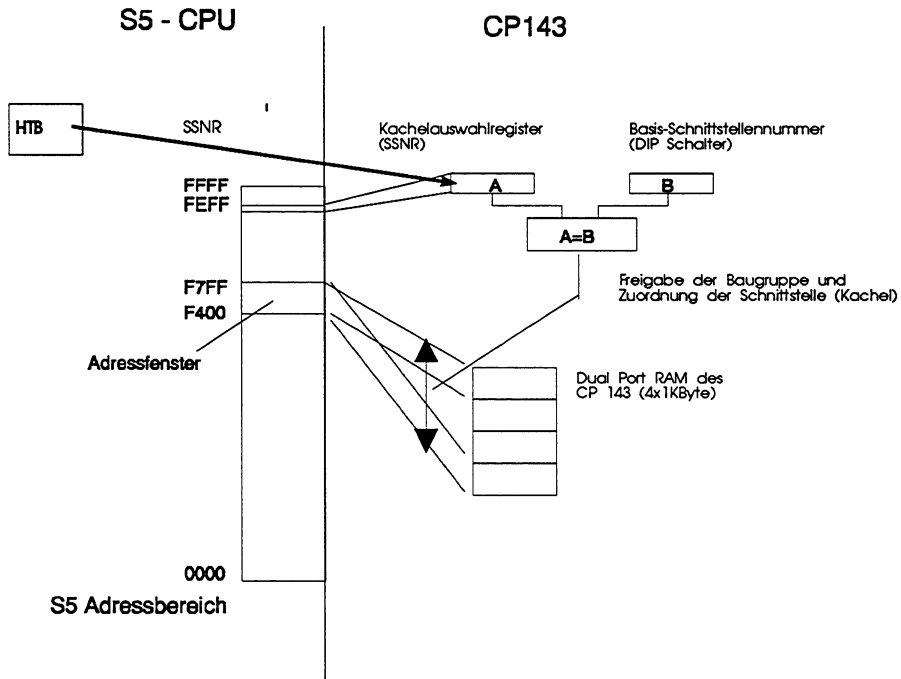 S5 - CPU
CP143
HTB
SSNR
Kachelauswahlregister
(SSNR)
Basis-Schnittstellennummer
(DIP Schalter)
FFFF
FEFF
A
B
A=B
F7FF
F400
Freigabe der Baugruppe und
Zuordnung der Schnittstelle (Kachel)
Adressfenster
Dual Port RAM des
CP 143 (4x1KByte)
0000
S5 Adressbereich